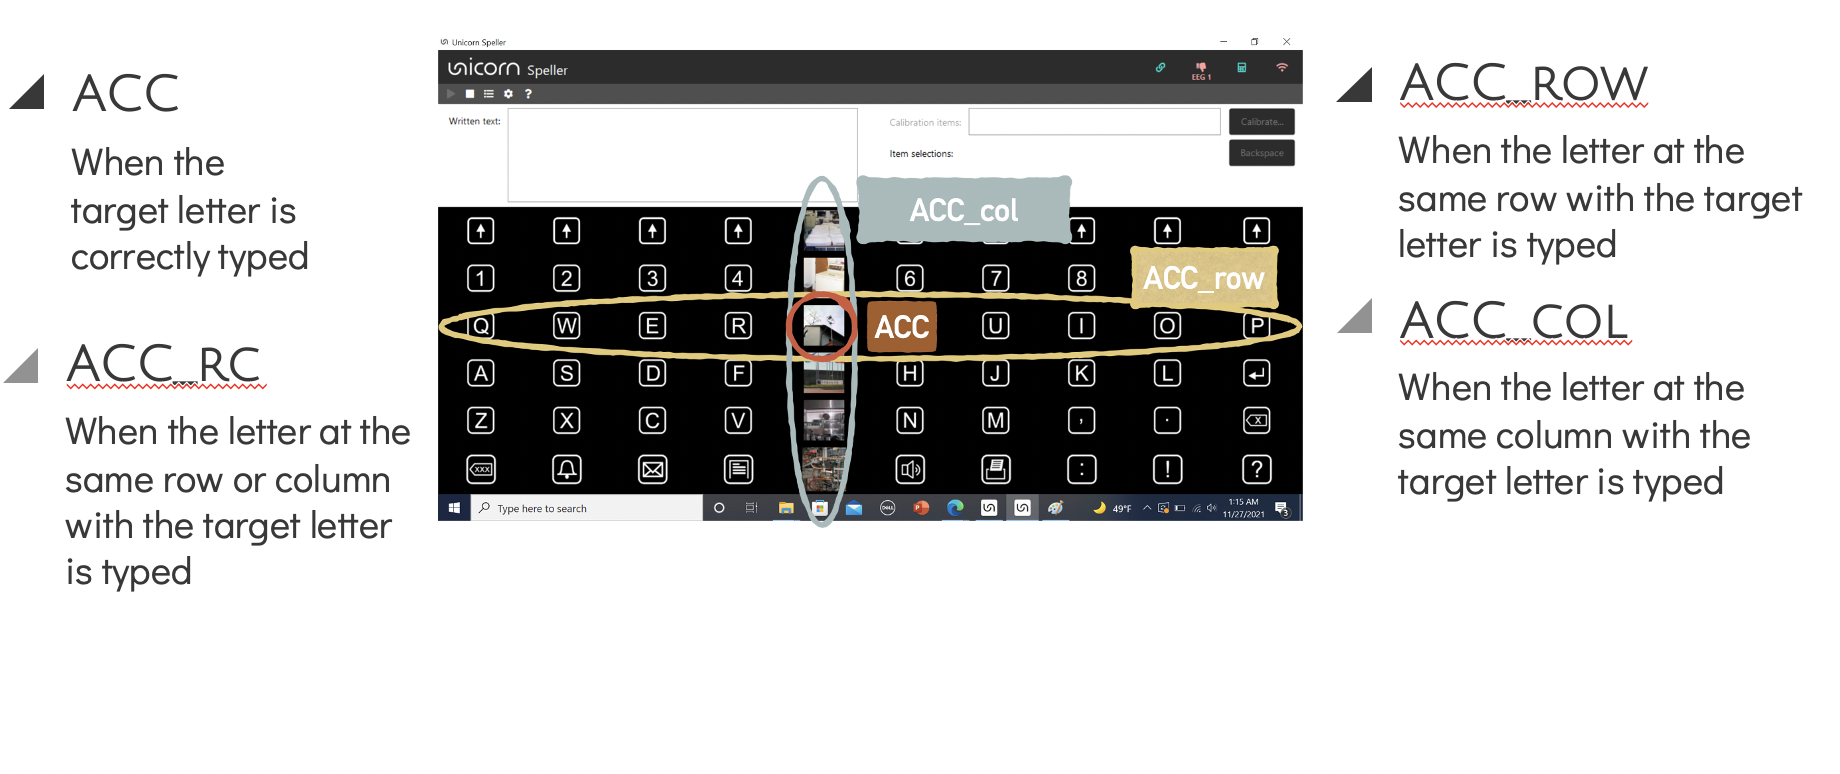 ACC
When the
target letter is
correctly typed
ACC_RC
When the letter at the
same row or column
with the target letter
is typed
Unicorn Speller
unicorn Speller
EEG 1
?
Written text:
Calibration items:
Calibrate...
Item selections:
Backspace
ACC_col
1 2 3 4 6 7 8
ACC_row
Q W E R ACC U I O P
A S D F H J K L
Z X C V N M , . X
XXX : ! ?
Type here to search
DELL
49°F
1:15 AM
11/27/2021
3
ACC_ROW
When the letter at the
same row with the target
letter is typed
ACC_COL
When the letter at the
same column with the
target letter is typed